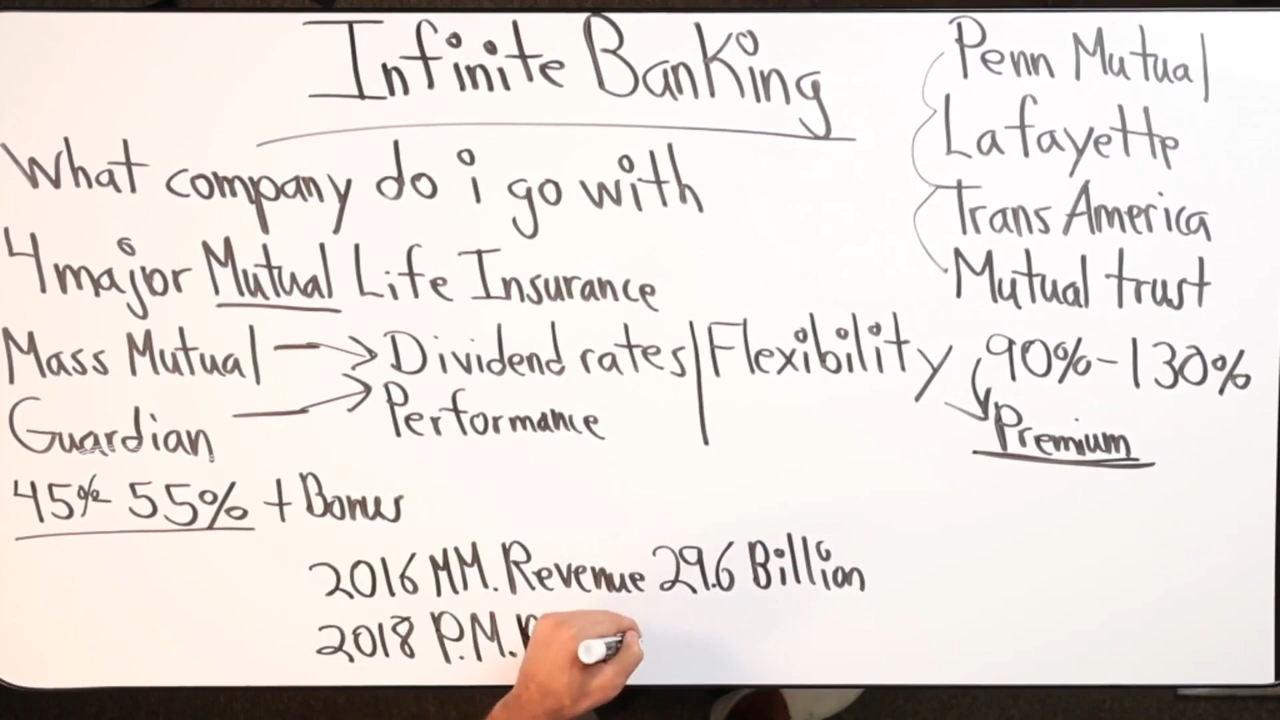 Infinite Banking
What company do i go with
4 major Mutual Life Insurance
Mass Mutual
Guardian
Dividend rates
Performance
Flexibility
45%- 55% + Bonus
2016 M.M. Revenue 29.6 Billion
2018 P.M.
Penn Mutual
Lafayette
Trans America
Mutual trust
90% - 130%
Premium